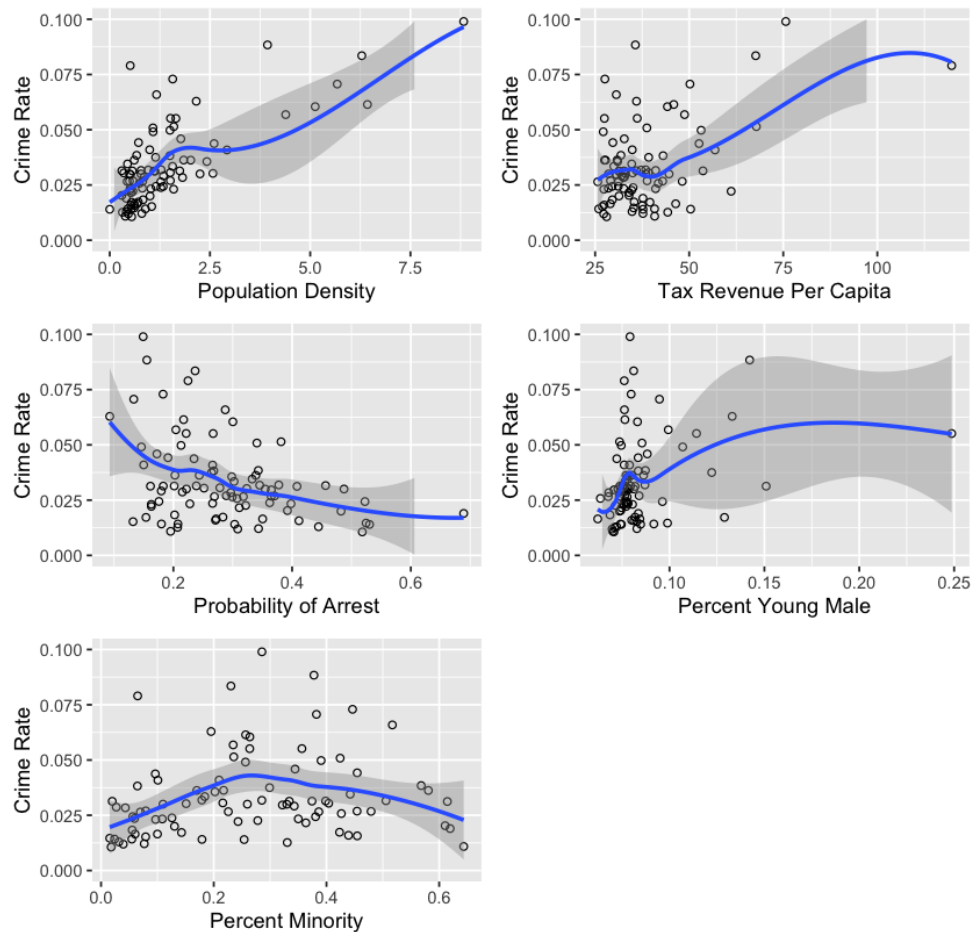 Crime Rate
0.100
0.075
0.050
0.025
0.000
0.0 2.5 5.0 7.5
Population Density
Crime Rate
0.100
0.075
0.050
0.025
0.000
25 50 75 100
Tax Revenue Per Capita
Crime Rate
0.100
0.075
0.050
0.025
0.000
0.2 0.4 0.6
Probability of Arrest
Crime Rate
0.100
0.075
0.050
0.025
0.000
0.10 0.15 0.20 0.25
Percent Young Male
Crime Rate
0.100
0.075
0.050
0.025
0.000
0.0 0.2 0.4 0.6
Percent Minority